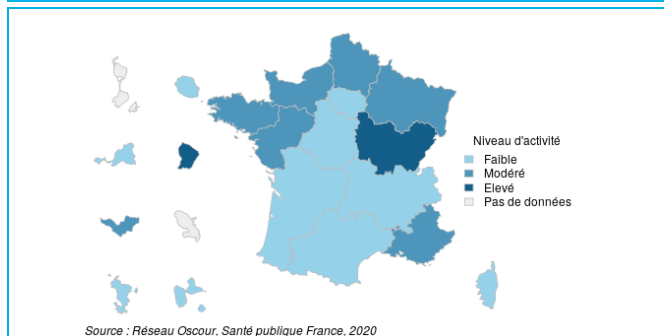 Niveau d'activité
Faible
Modéré
Elevé
Pas de données
Source : Réseau Oscour, Santé publique France, 2020